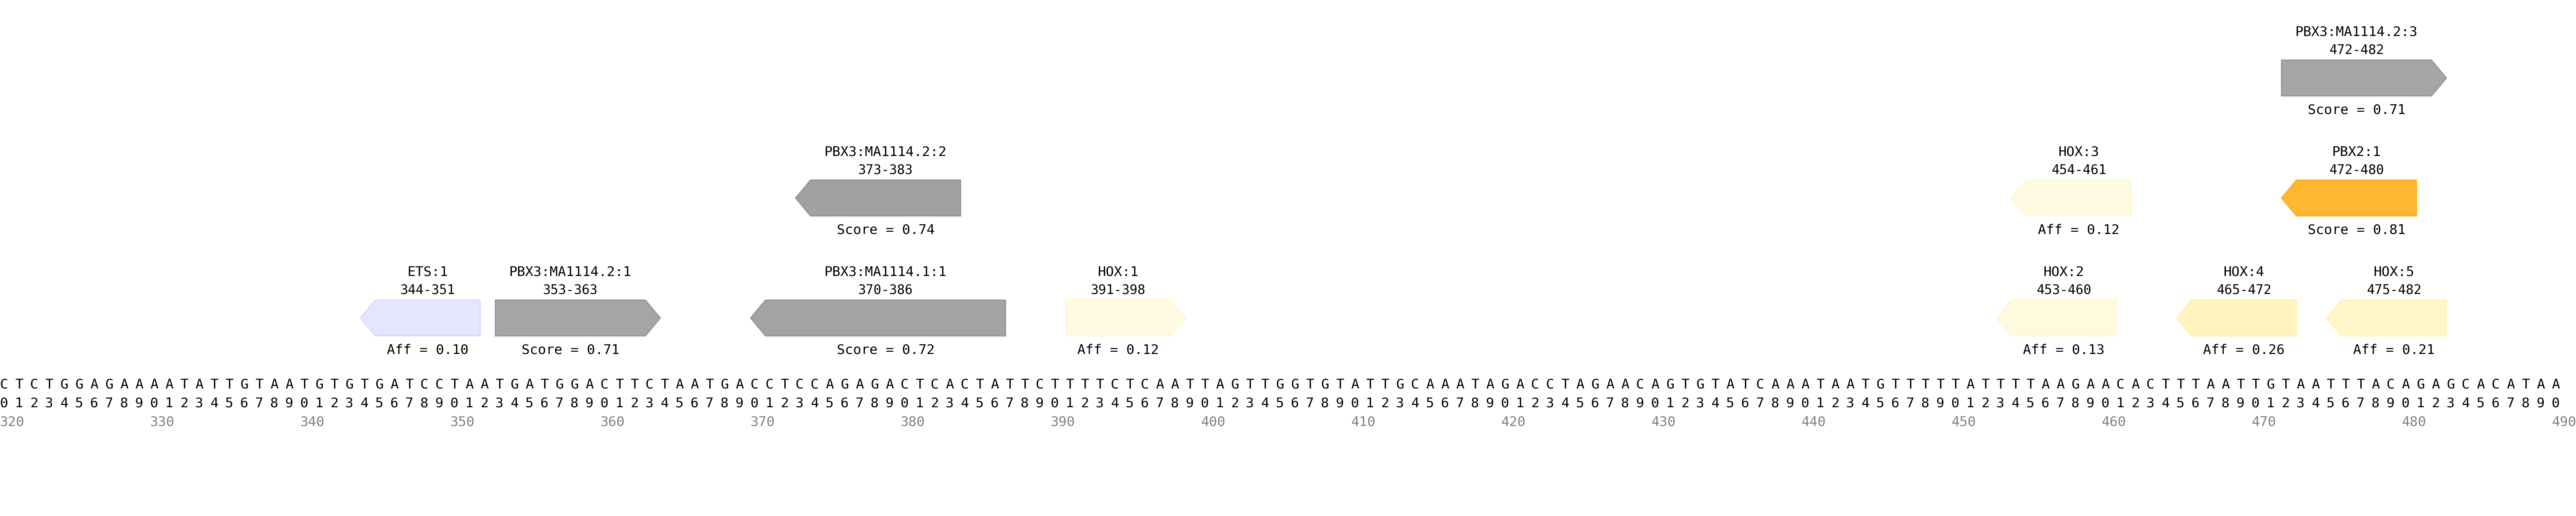 PBX3:MA1114.2:3
472-482
Score = 0.71
PBX3:MA1114.2:2 HOX:3 PBX2:1
373-383 454-461 472-480
Score = 0.74 Aff = 0.12 Score = 0.81
ETS:1 PBX3:MA1114.2:1 PBX3:MA1114.1:1 HOX:1 HOX:2 HOX:4 HOX:5
344-351 353-363 370-386 391-398 453-460 465-472 475-482
Aff = 0.10 Score = 0.71 Score = 0.72 Aff = 0.12 Aff = 0.13 Aff = 0.26 Aff = 0.21
C T C T G G A G A A A A T A T T G T A A T G T G T G A T C C T A A T G A T G G A C T T C T A A T G A C C T C C A G A G A C T C A C T A T T C T T T T C T C A A T T A G T T G G T G T A T T G C A A A T A G A C C T A G A A C A G T G T A T C A A A T A A T G T T T T T A T T T T A A G A A C A C T T T A A T T G T A A T T T A C A G A G C A C A T A A
0 1 2 3 4 5 6 7 8 9 0 1 2 3 4 5 6 7 8 9 0 1 2 3 4 5 6 7 8 9 0 1 2 3 4 5 6 7 8 9 0 1 2 3 4 5 6 7 8 9 0 1 2 3 4 5 6 7 8 9 0 1 2 3 4 5 6 7 8 9 0 1 2 3 4 5 6 7 8 9 0 1 2 3 4 5 6 7 8 9 0 1 2 3 4 5 6 7 8 9 0 1 2 3 4 5 6 7 8 9 0 1 2 3 4 5 6 7 8 9 0 1 2 3 4 5 6 7 8 9 0 1 2 3 4 5 6 7 8 9 0 1 2 3 4 5 6 7 8 9 0 1 2 3 4 5 6 7 8 9 0 1 2 3 4 5 6 7 8 9 0
320 330 340 350 360 370 380 390 400 410 420 430 440 450 460 470 480 490